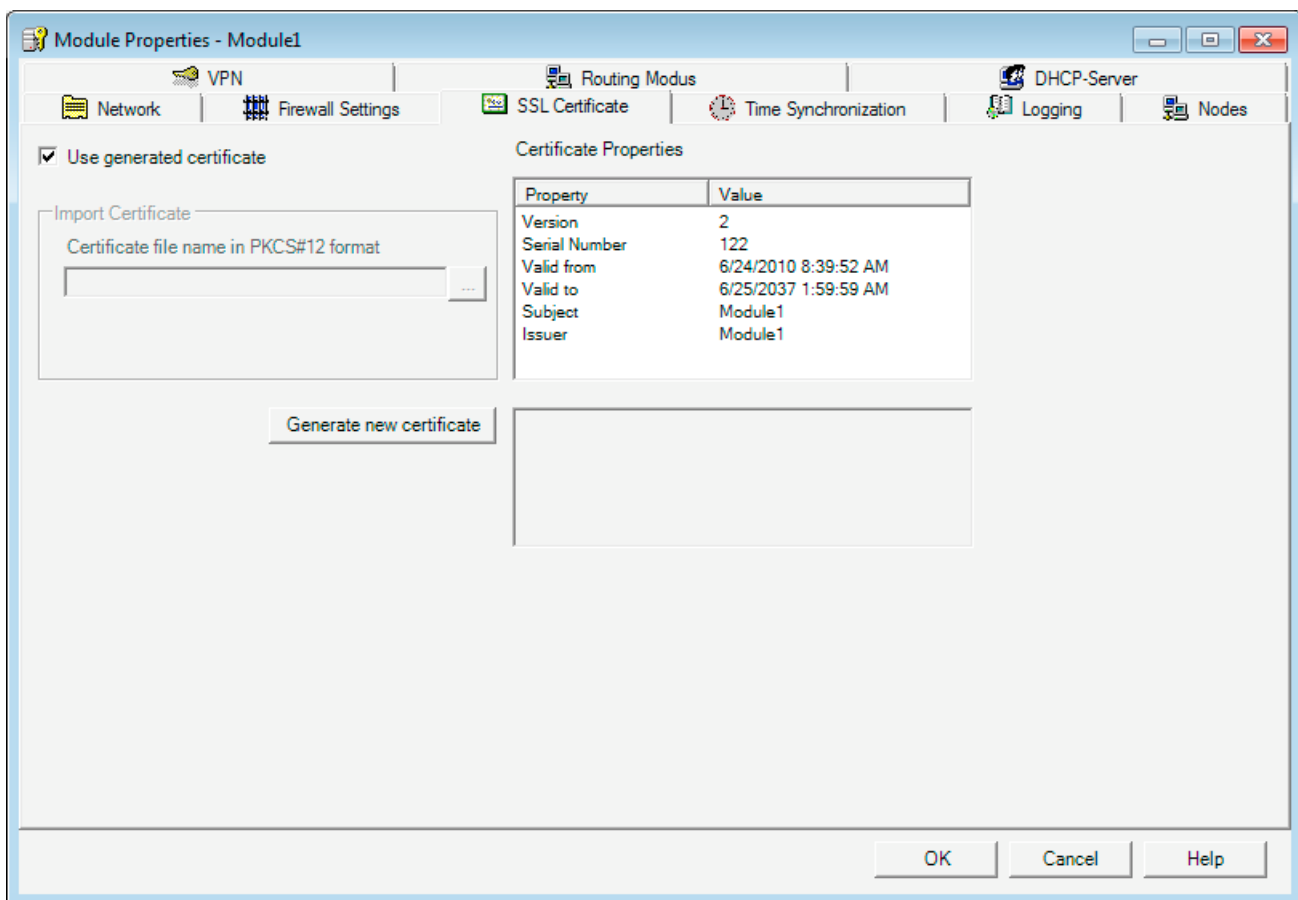 Module Properties - Module1
VPN Routing Modus DHCP-Server
Network Firewall Settings SSL Certificate Time Synchronization Logging Nodes
Use generated certificate
Import Certificate
Certificate file name in PKCS#12 format
...
Generate new certificate
Certificate Properties
Property Value
Version 2
Serial Number 122
Valid from 6/24/2010 8:39:52 AM
Valid to 6/25/2037 1:59:59 AM
Subject Module1
Issuer Module1
OK Cancel Help